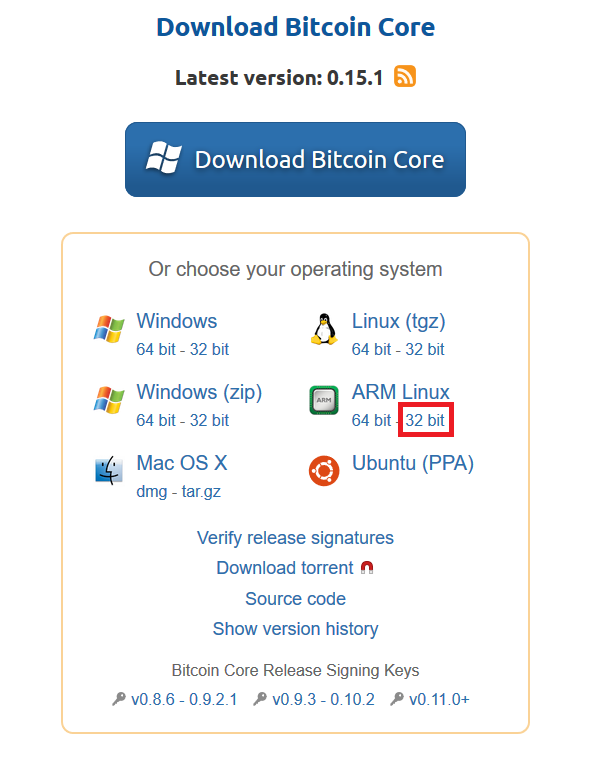 Download Bitcoin Core
Latest version: 0.15.1
Download Bitcoin Core
Or choose your operating system
Windows
64 bit - 32 bit
Linux (tgz)
64 bit - 32 bit
Windows (zip)
64 bit - 32 bit
ARM
ARM Linux
64 bit - 32 bit
Mac OS X
dmg - tar.gz
Ubuntu (PPA)
Verify release signatures
Download torrent
Source code
Show version history
Bitcoin Core Release Signing Keys
v0.8.6 - 0.9.2.1 v0.9.3 - 0.10.2 v0.11.0+